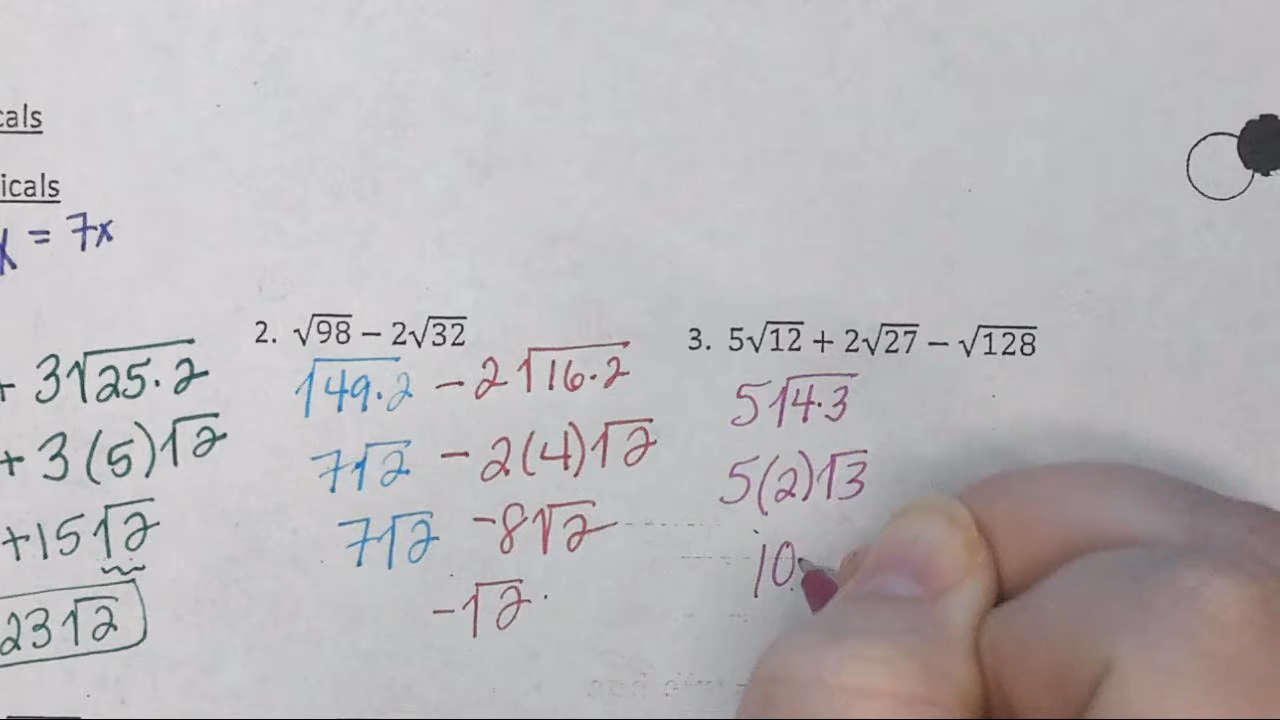 cals
icals
x = 7x
+ 3√25·2
+ 3(5)√2
+15√2
23√2
2. √98 − 2√32
√49·2 − 2√16·2
7√2 − 2(4)√2
7√2 −8√2
−√2
3. 5√12 + 2√27 − √128
5√4·3
5(2)√3
10